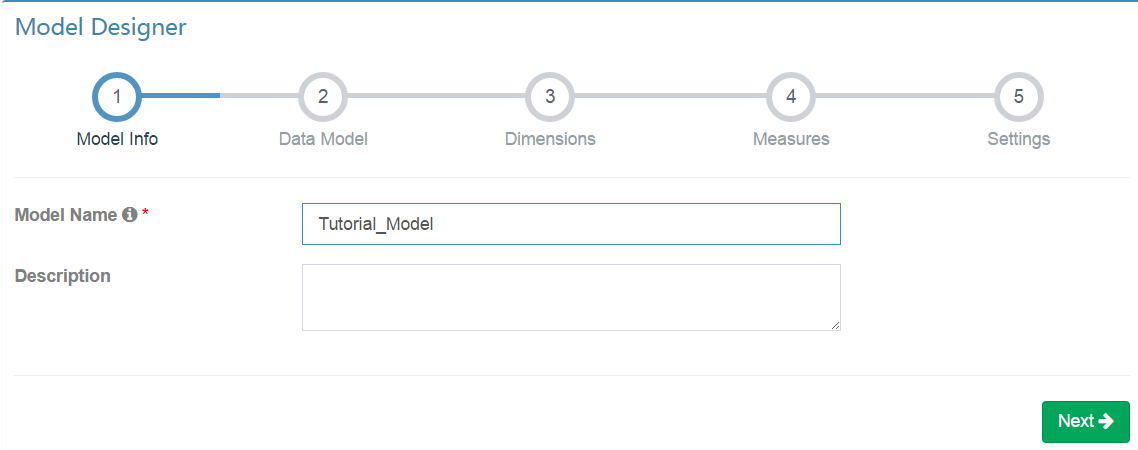 Model Designer
1 2 3 4 5
Model Info Data Model Dimensions Measures Settings
Model Name * Tutorial_Model
Description
Next